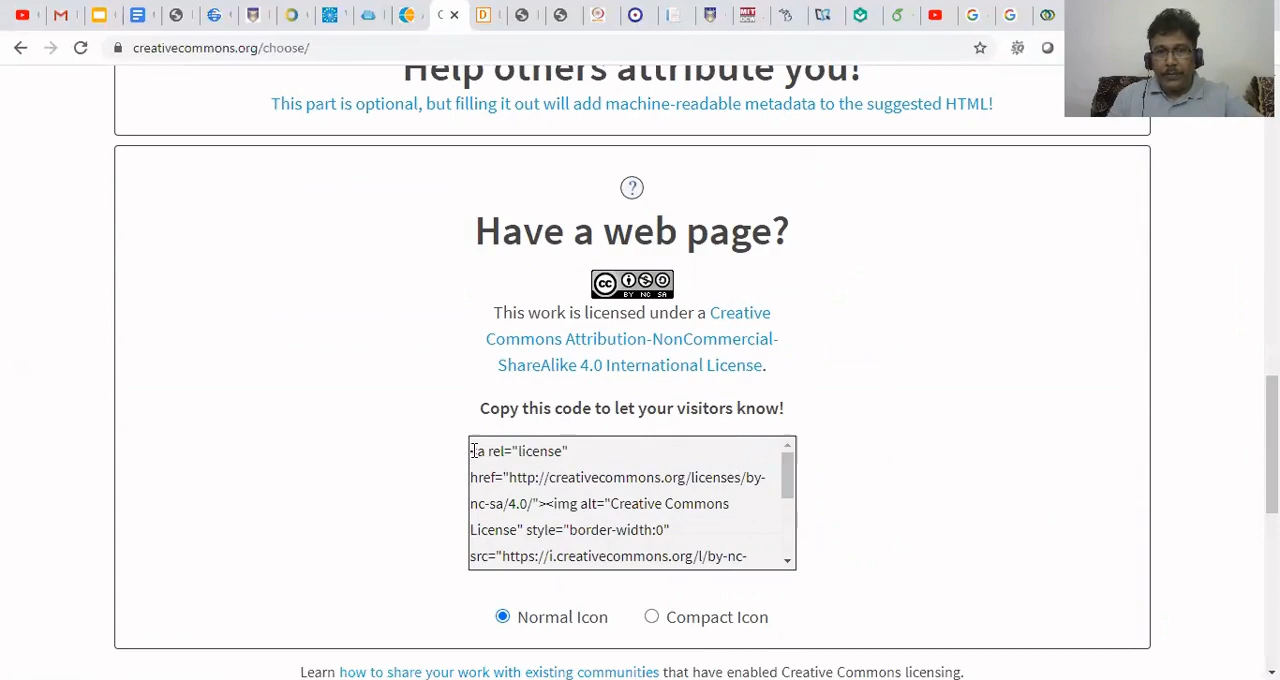 creativecommons.org/choose/
Help others attribute you!
This part is optional, but filling it out will add machine-readable metadata to the suggested HTML!
?
Have a web page?
cc
BY NC SA
This work is licensed under a Creative
Commons Attribution-NonCommercial-
ShareAlike 4.0 International License.
Copy this code to let your visitors know!
<a rel="license"
href="http://creativecommons.org/licenses/by-
nc-sa/4.0/"><img alt="Creative Commons
License" style="border-width:0"
src="https://i.creativecommons.org/l/by-nc-
Normal Icon
Compact Icon
Learn how to share your work with existing communities that have enabled Creative Commons licensing.